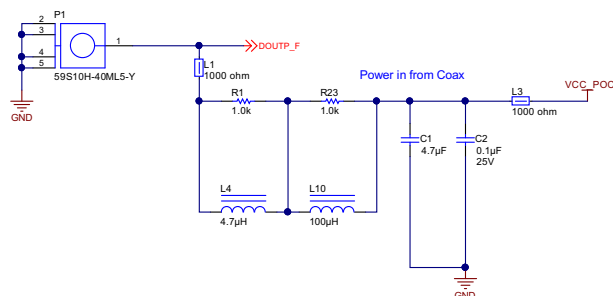 P1
2
3
4
5
1
59S10H-40ML5-Y
GND
DOUTP_F
L1
1000 ohm
R1
1.0k
R23
1.0k
Power in from Coax
L3
1000 ohm
VCC_POC
C1
4.7µF
C2
0.1µF
25V
L4
4.7µH
L10
100µH
GND